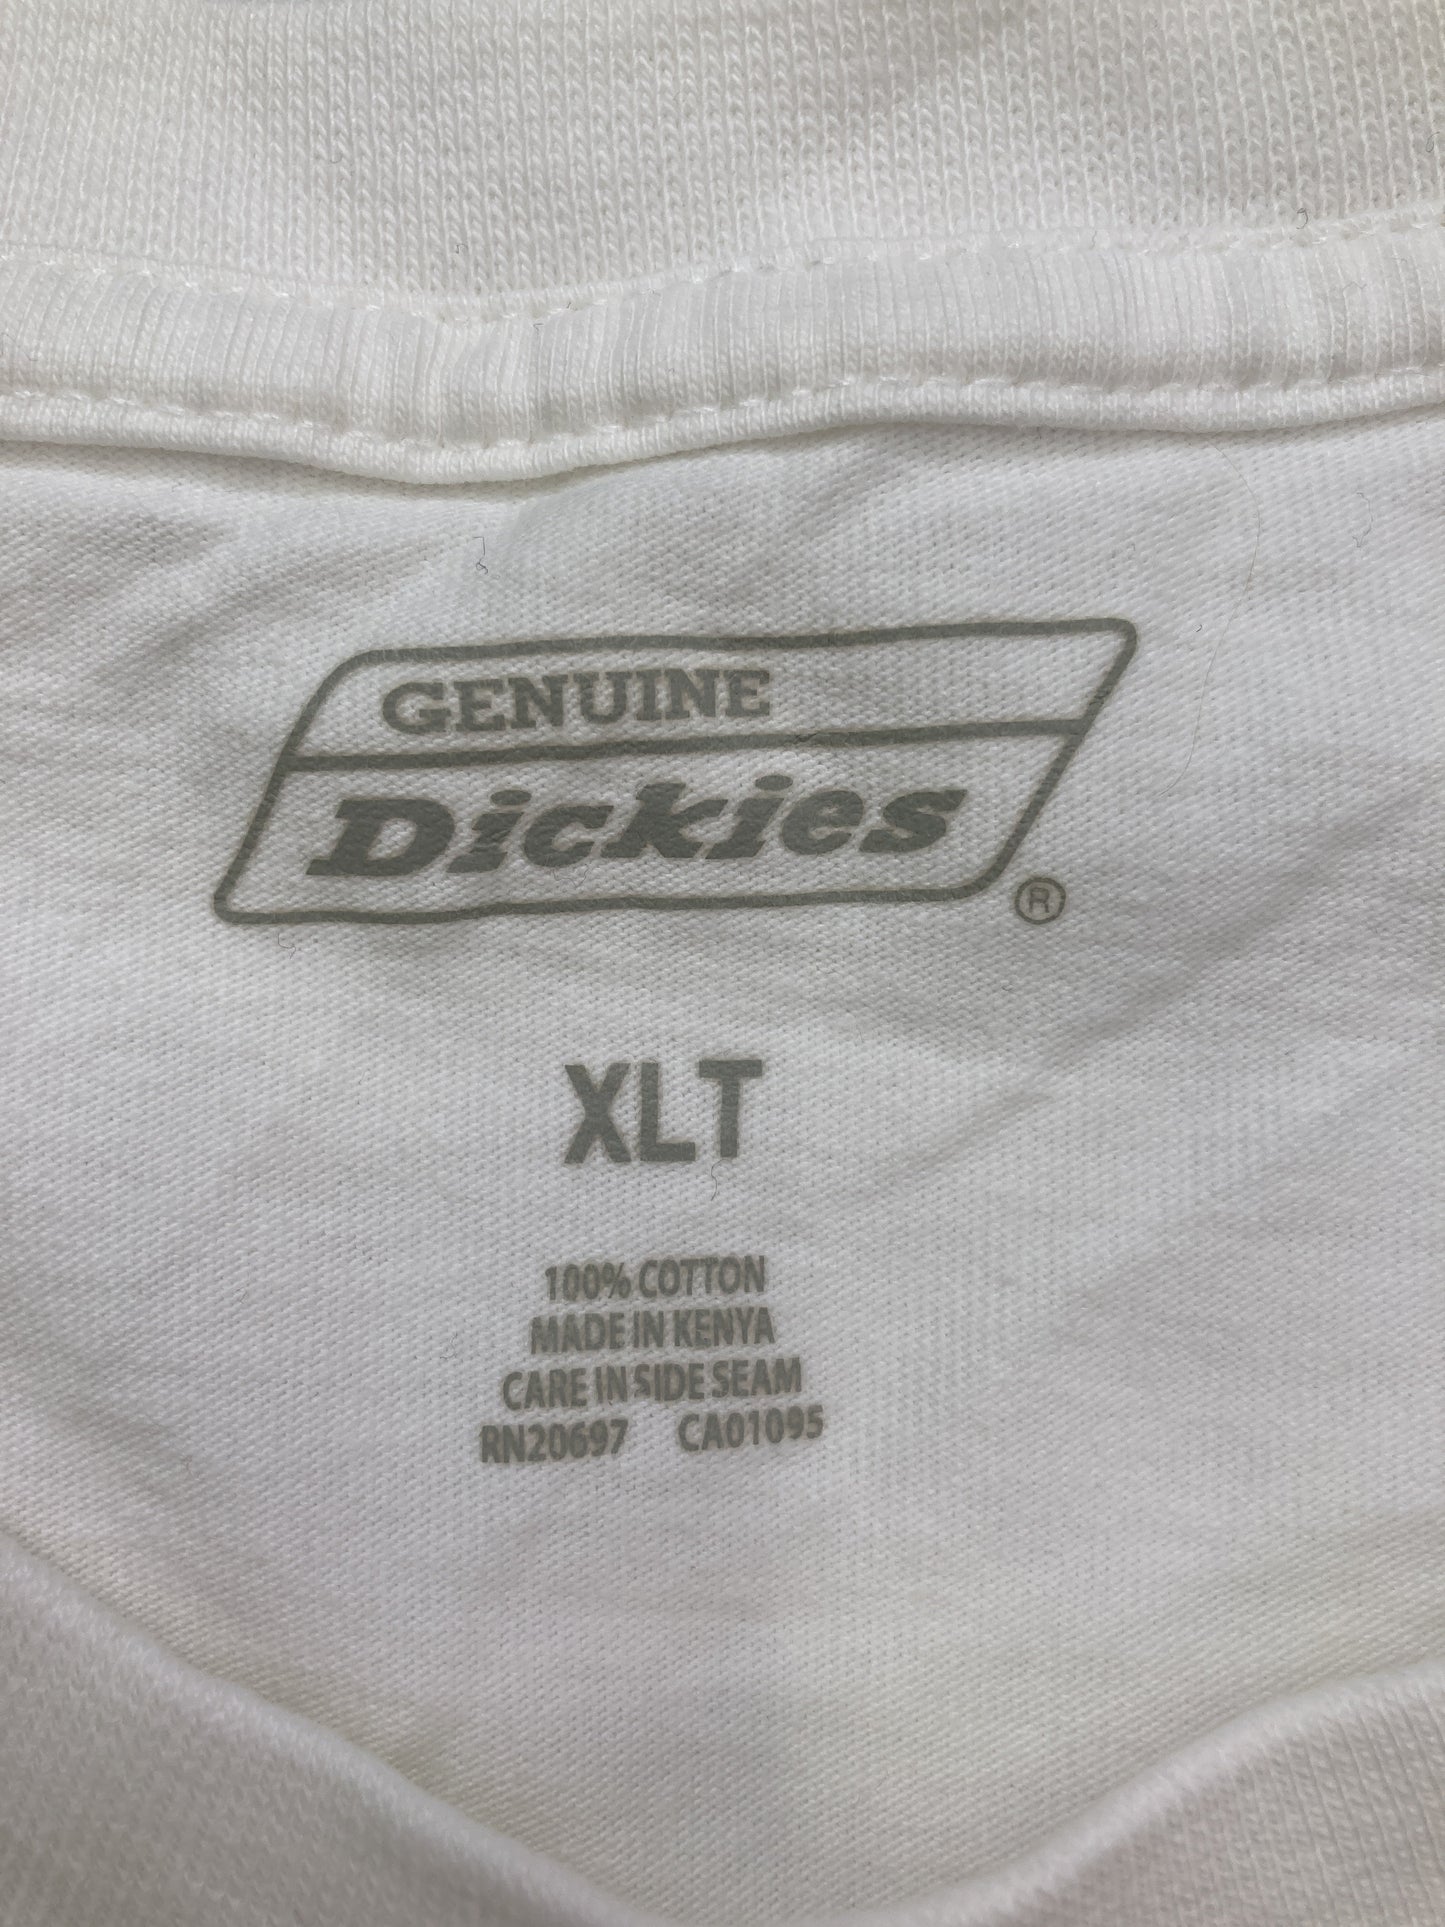 GENUINE
Dickies
®
XLT
100% COTTON
MADE IN KENYA
CARE IN SIDE SEAM
RN20697 CA01095